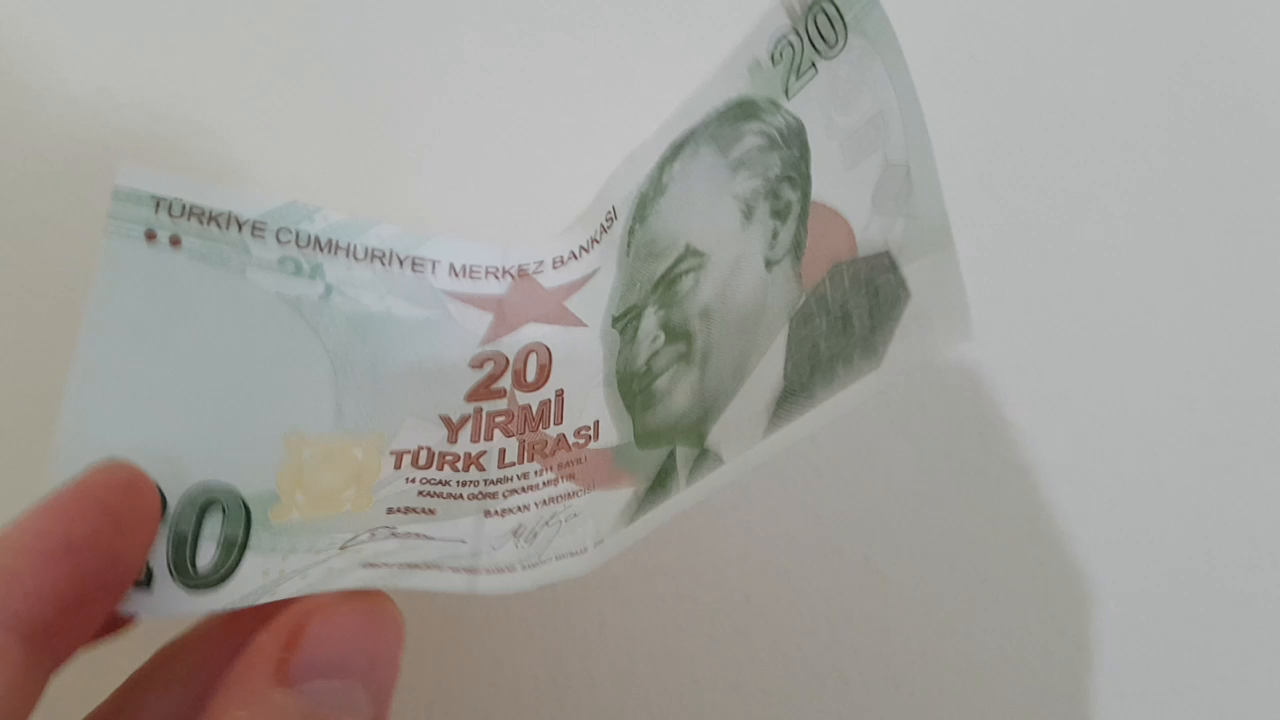 20
TÜRKİYE CUMHURİYET MERKEZ BANKASI
20
YİRMİ
TÜRK LİRASI
14 OCAK 1970 TARİH VE 1211 SAYILI
KANUNA GÖRE ÇIKARILMIŞTIR
BAŞKAN BAŞKAN YARDIMCISI
0